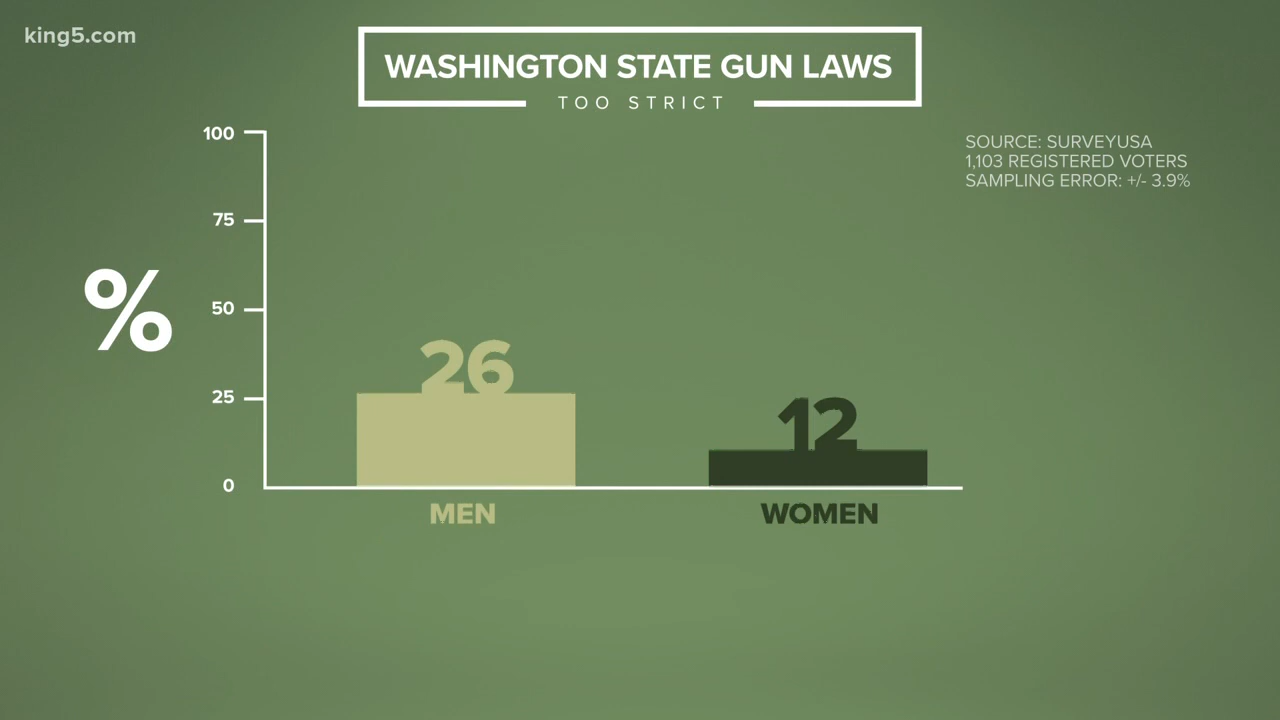 king5.com
WASHINGTON STATE GUN LAWS
TOO STRICT
SOURCE: SURVEYUSA
1,103 REGISTERED VOTERS
SAMPLING ERROR: +/- 3.9%
100
75
50
25
0
%
26
12
MEN
WOMEN